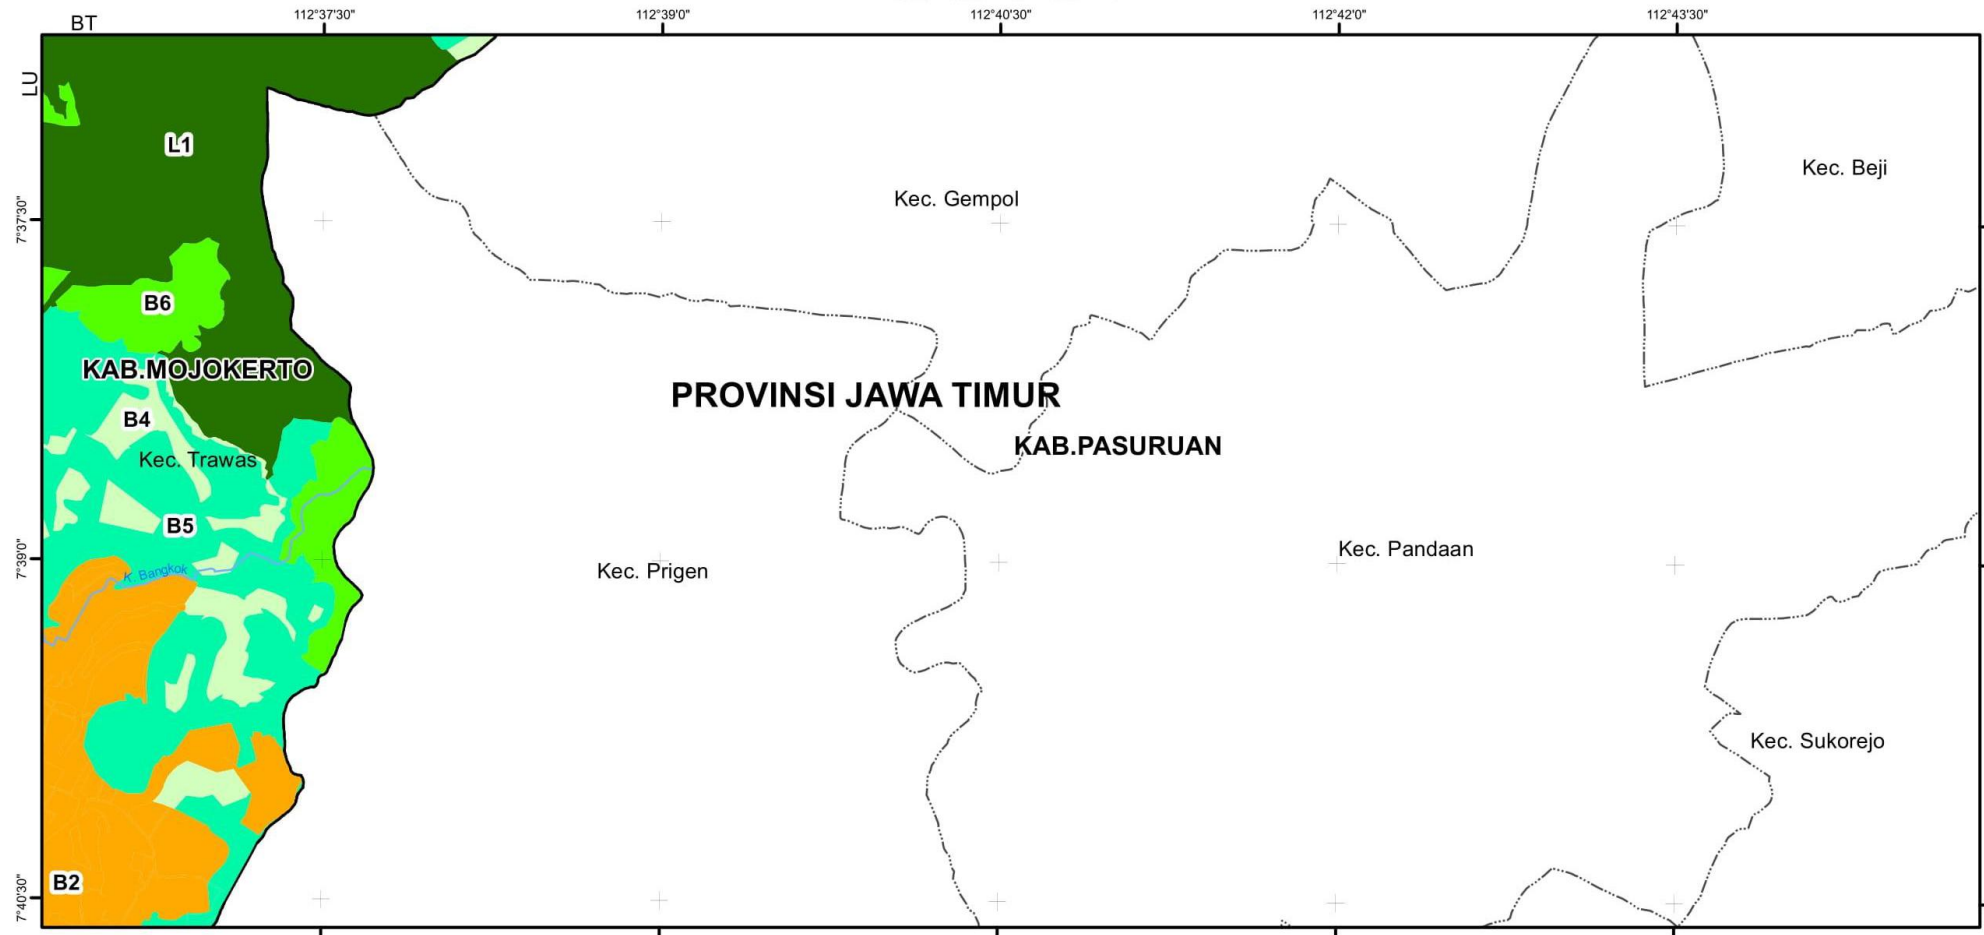 BT
112°37'30"
112°39'0"
112°40'30"
112°42'0"
112°43'30"
LU
L1
Kec. Beji
Kec. Gempol
7°37'30"
B6
KAB.MOJOKERTO
PROVINSI JAWA TIMUR
B4
KAB.PASURUAN
Kec. Trawas
B5
7°39'0"
Kec. Pandaan
K. Bangkok
Kec. Prigen
Kec. Sukorejo
B2
7°40'30"